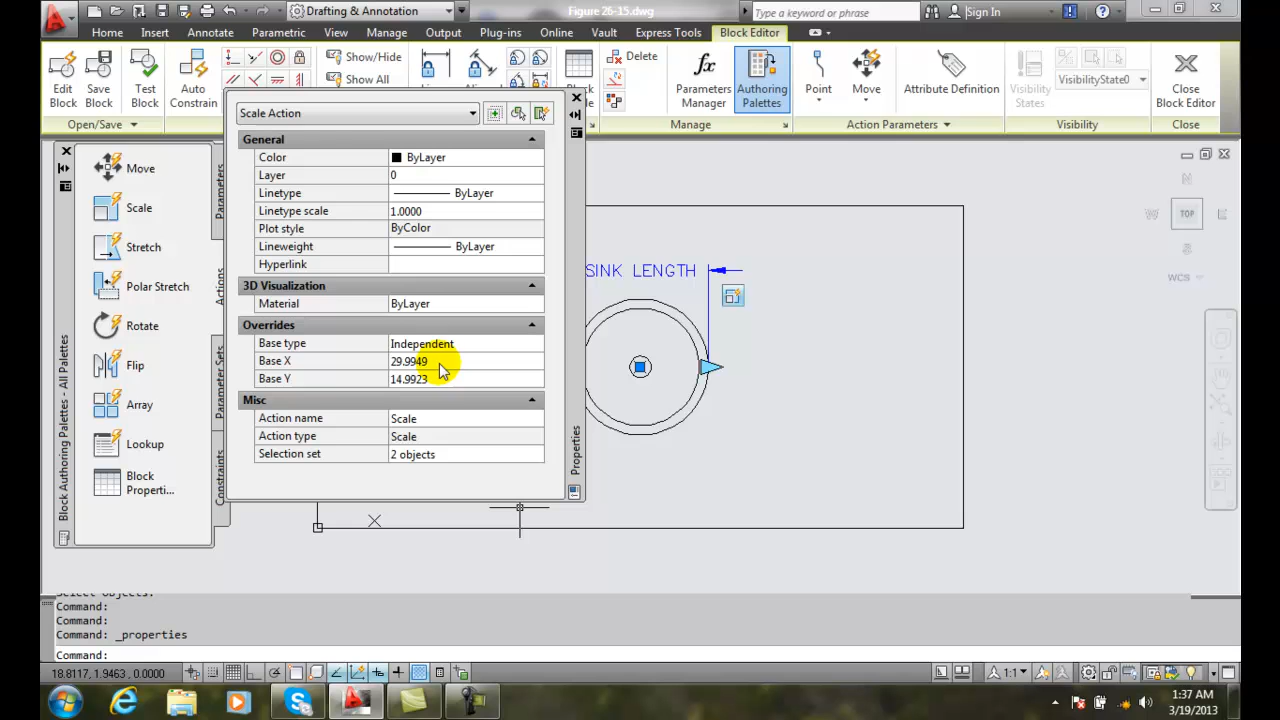 Drafting & Annotation
Figure 26-15.dwg
Type a keyword or phrase
Sign In
Home
Insert
Annotate
Parametric
View
Manage
Output
Plug-ins
Online
Vault
Express Tools
Block Editor
Edit
Block
Save
Block
Test
Block
Auto
Constrain
Show/Hide
Show All
Delete
Parameters
Manager
Authoring
Palettes
Point
Move
Attribute Definition
Visibility
States
VisibilityState0
Close
Block Editor
Open/Save
Manage
Action Parameters
Visibility
Close
Move
Scale
Stretch
Polar Stretch
Rotate
Flip
Array
Lookup
Block
Properti...
Parameters
Actions
Parameter Sets
Constraints
Block Authoring Palettes - All Palettes
Scale Action
General
Color ByLayer
Layer 0
Linetype ByLayer
Linetype scale 1.0000
Plot style ByColor
Lineweight ByLayer
Hyperlink
3D Visualization
Material ByLayer
Overrides
Base type Independent
Base X 29.9949
Base Y 14.9923
Misc
Action name Scale
Action type Scale
Selection set 2 objects
Properties
SINK LENGTH
N
W
TOP
E
S
WCS
Select objects:
Command:
Command:
Command: _properties
Command:
18.8117, 1.9463, 0.0000
1:1
1:37 AM
3/19/2013